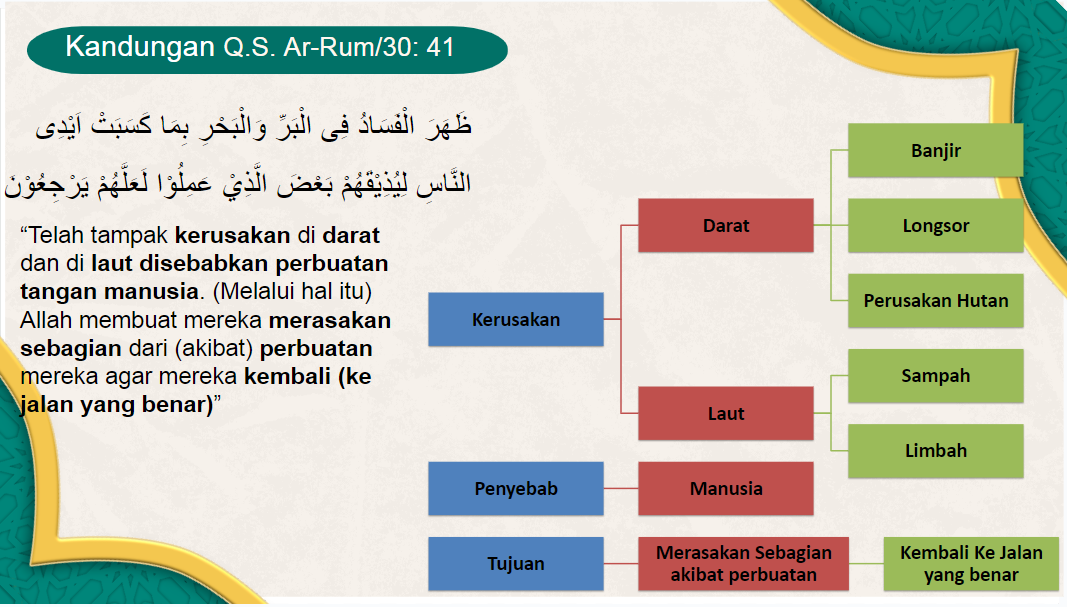 Kandungan Q.S. Ar-Rum/30: 41
ظَهَرَ الْفَسَادُ فِى الْبَرِّ وَالْبَحْرِ بِمَا كَسَبَتْ اَيْدِى
النَّاسِ لِيُذِيْقَهُمْ بَعْضَ الَّذِيْ عَمِلُوْا لَعَلَّهُمْ يَرْجِعُوْنَ
“Telah tampak kerusakan di darat
dan di laut disebabkan perbuatan
tangan manusia. (Melalui hal itu)
Allah membuat mereka merasakan
sebagian dari (akibat) perbuatan
mereka agar mereka kembali (ke
jalan yang benar)”
Kerusakan
Darat
Banjir
Longsor
Perusakan Hutan
Laut
Sampah
Limbah
Penyebab
Manusia
Tujuan
Merasakan Sebagian
akibat perbuatan
Kembali Ke Jalan
yang benar